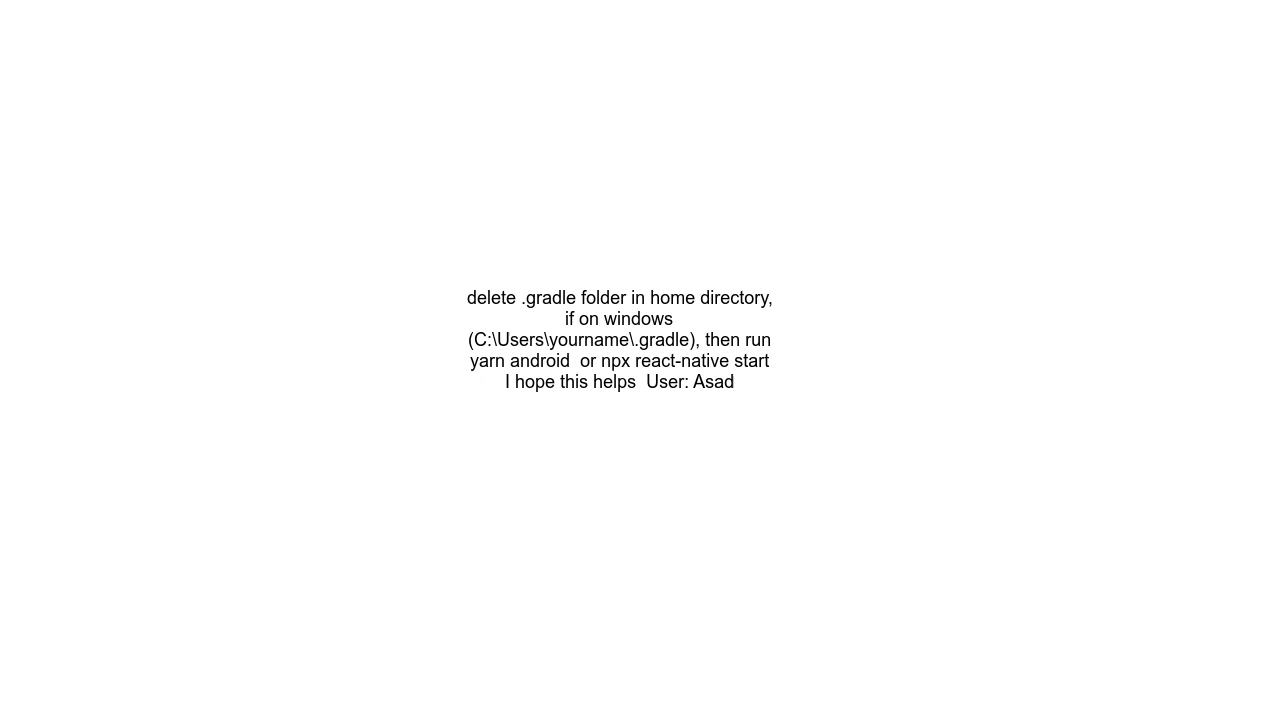 delete .gradle folder in home directory,
if on windows
(C:\Users\yourname\.gradle), then run
yarn android  or npx react-native start
I hope this helps  User: Asad